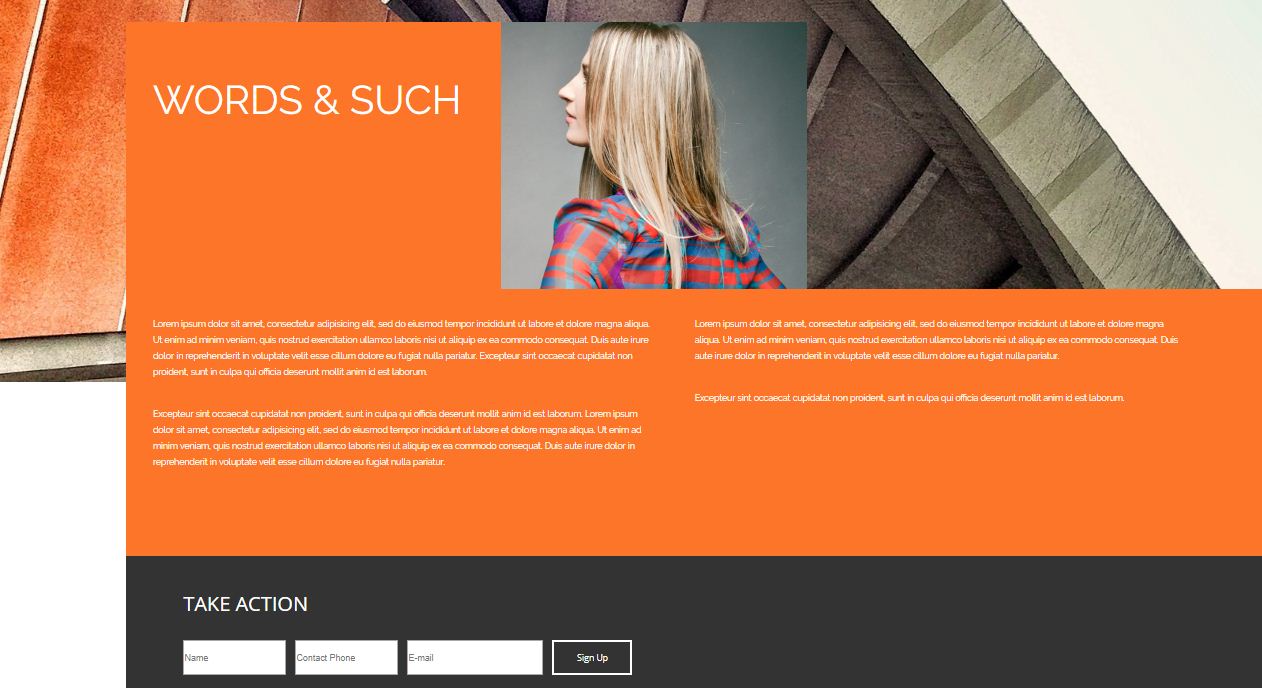 WORDS & SUCH
Lorem ipsum dolor sit amet, consectetur adipisicing elit, sed do eiusmod tempor incididunt ut labore et dolore magna aliqua.
Ut enim ad minim veniam, quis nostrud exercitation ullamco laboris nisi ut aliquip ex ea commodo consequat. Duis aute irure
dolor in reprehenderit in voluptate velit esse cillum dolore eu fugiat nulla pariatur. Excepteur sint occaecat cupidatat non
proident, sunt in culpa qui officia deserunt mollit anim id est laborum.
Excepteur sint occaecat cupidatat non proident, sunt in culpa qui officia deserunt mollit anim id est laborum. Lorem ipsum
dolor sit amet, consectetur adipisicing elit, sed do eiusmod tempor incididunt ut labore et dolore magna aliqua. Ut enim ad
minim veniam, quis nostrud exercitation ullamco laboris nisi ut aliquip ex ea commodo consequat. Duis aute irure dolor in
reprehenderit in voluptate velit esse cillum dolore eu fugiat nulla pariatur.
Lorem ipsum dolor sit amet, consectetur adipisicing elit, sed do eiusmod tempor incididunt ut labore et dolore magna
aliqua. Ut enim ad minim veniam, quis nostrud exercitation ullamco laboris nisi ut aliquip ex ea commodo consequat. Duis
aute irure dolor in reprehenderit in voluptate velit esse cillum dolore eu fugiat nulla pariatur.
Excepteur sint occaecat cupidatat non proident, sunt in culpa qui officia deserunt mollit anim id est laborum.
TAKE ACTION
Name
Contact Phone
E-mail
Sign Up